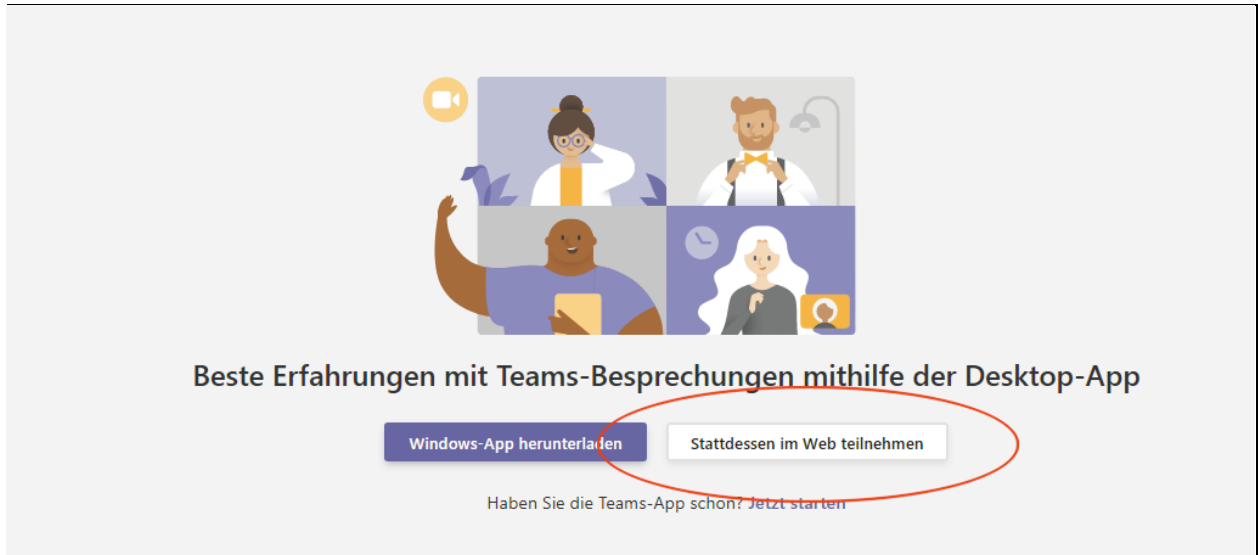 Beste Erfahrungen mit Teams-Besprechungen mithilfe der Desktop-App
Windows-App herunterladen
Stattdessen im Web teilnehmen
Haben Sie die Teams-App schon? Jetzt starten